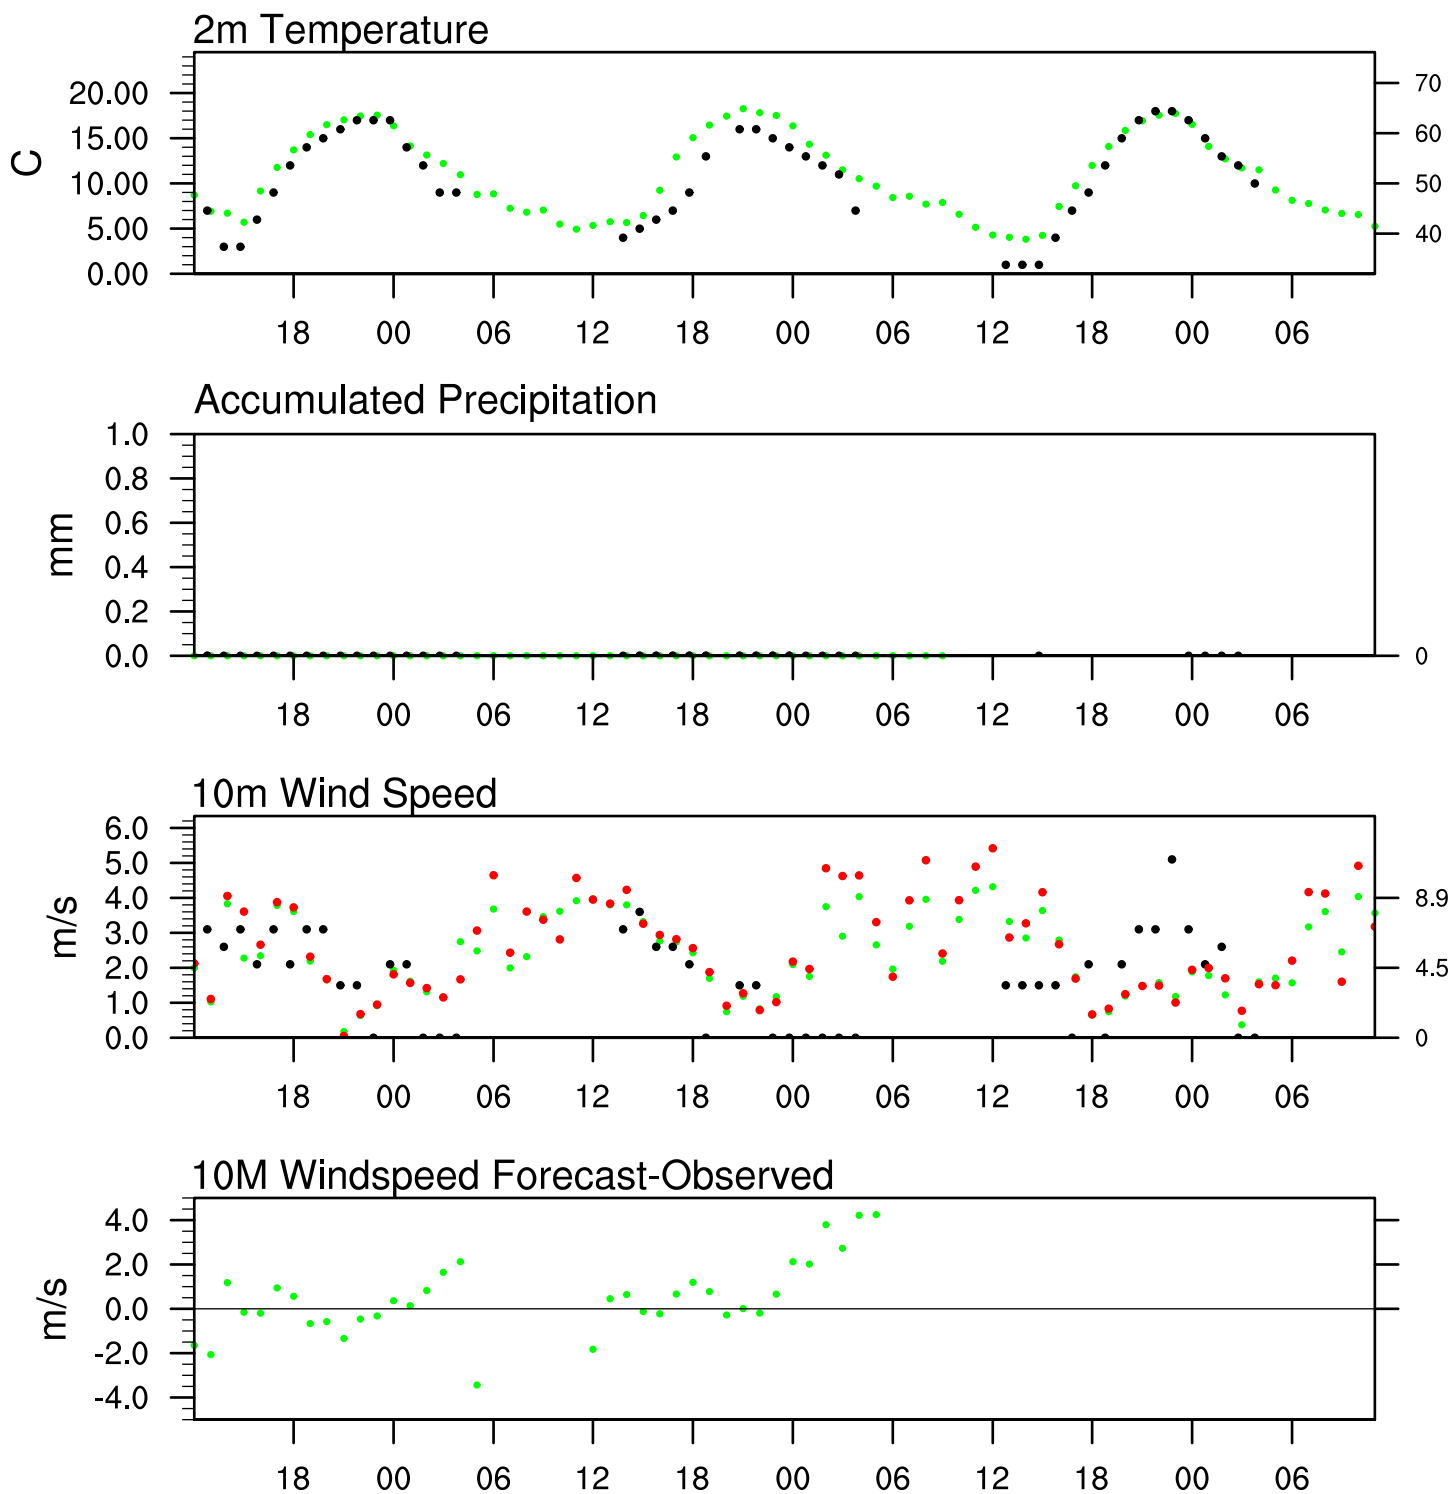 2m Temperature
20.00
15.00
10.00
5.00
0.00
C
70
60
50
40
18 00 06 12 18 00 06 12 18 00 06
Accumulated Precipitation
1.0
0.8
0.6
0.4
0.2
0.0
mm
0
18 00 06 12 18 00 06 12 18 00 06
10m Wind Speed
6.0
5.0
4.0
3.0
2.0
1.0
0.0
m/s
8.9
4.5
0
18 00 06 12 18 00 06 12 18 00 06
10M Windspeed Forecast-Observed
4.0
2.0
0.0
-2.0
-4.0
m/s
18 00 06 12 18 00 06 12 18 00 06